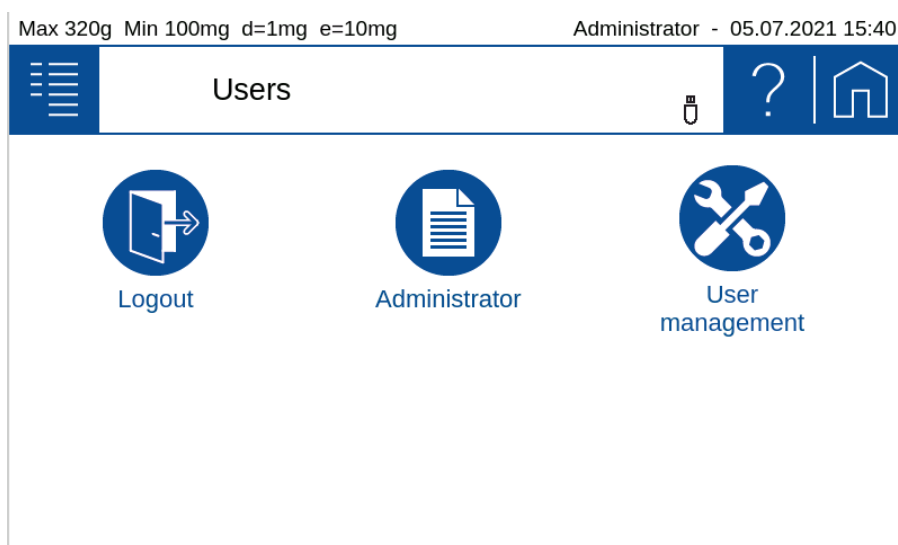 Max 320g Min 100mg d=1mg e=10mg Administrator - 05.07.2021 15:40
Users
?
Logout
Administrator
User
management